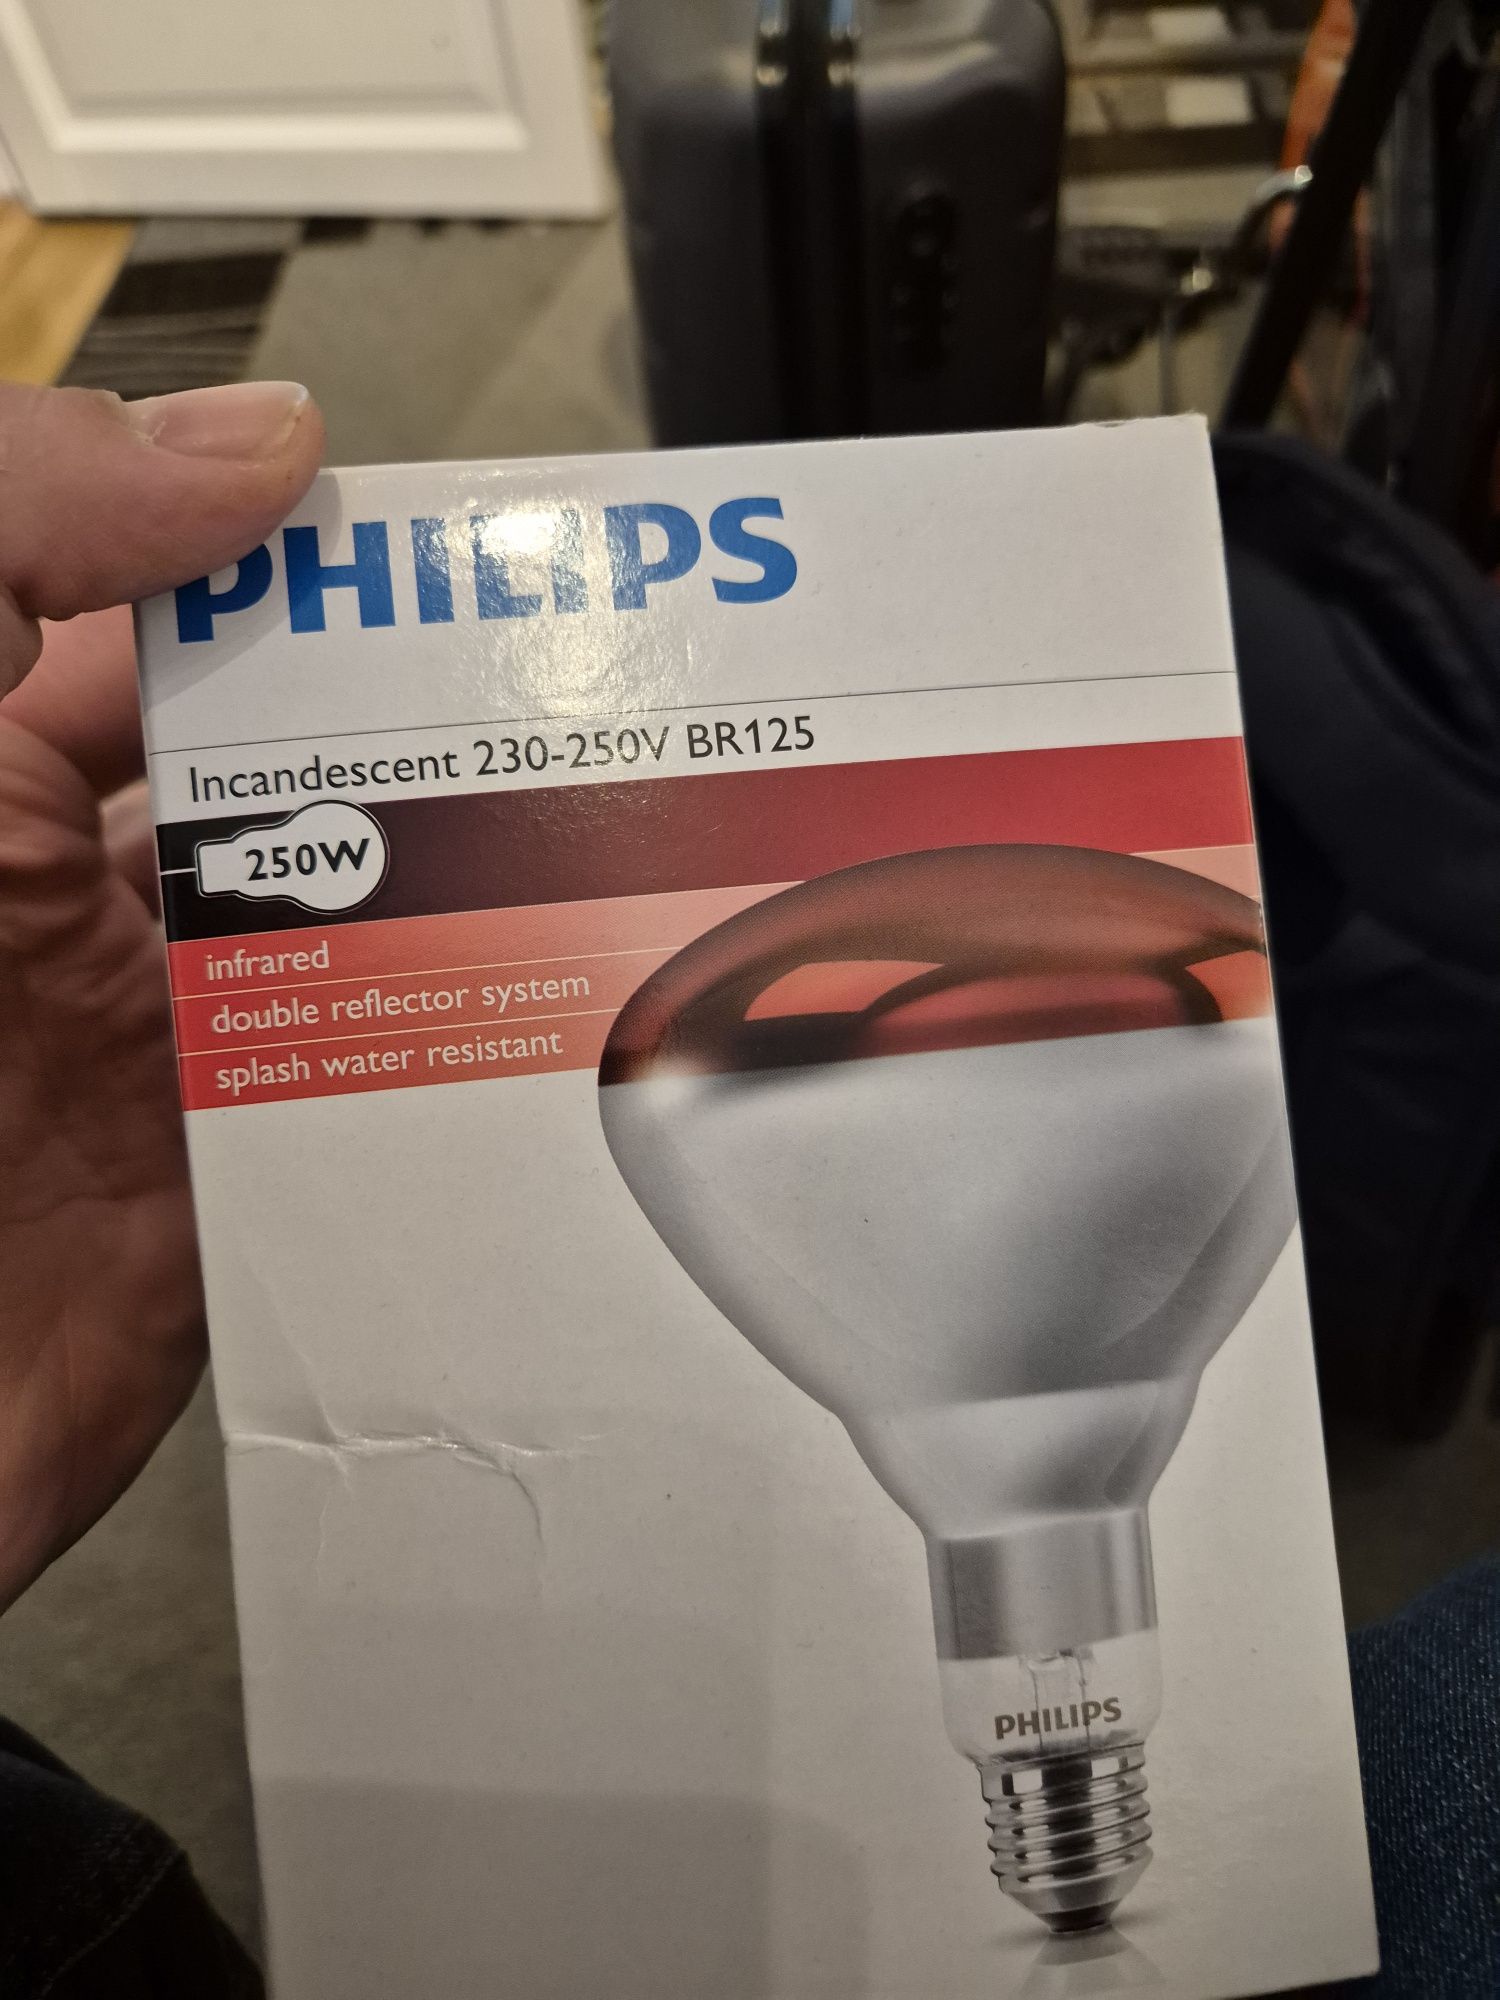 PHILIPS
Incandescent 230-250V BR125
250W
infrared
double reflector system
splash water resistant
PHILIPS